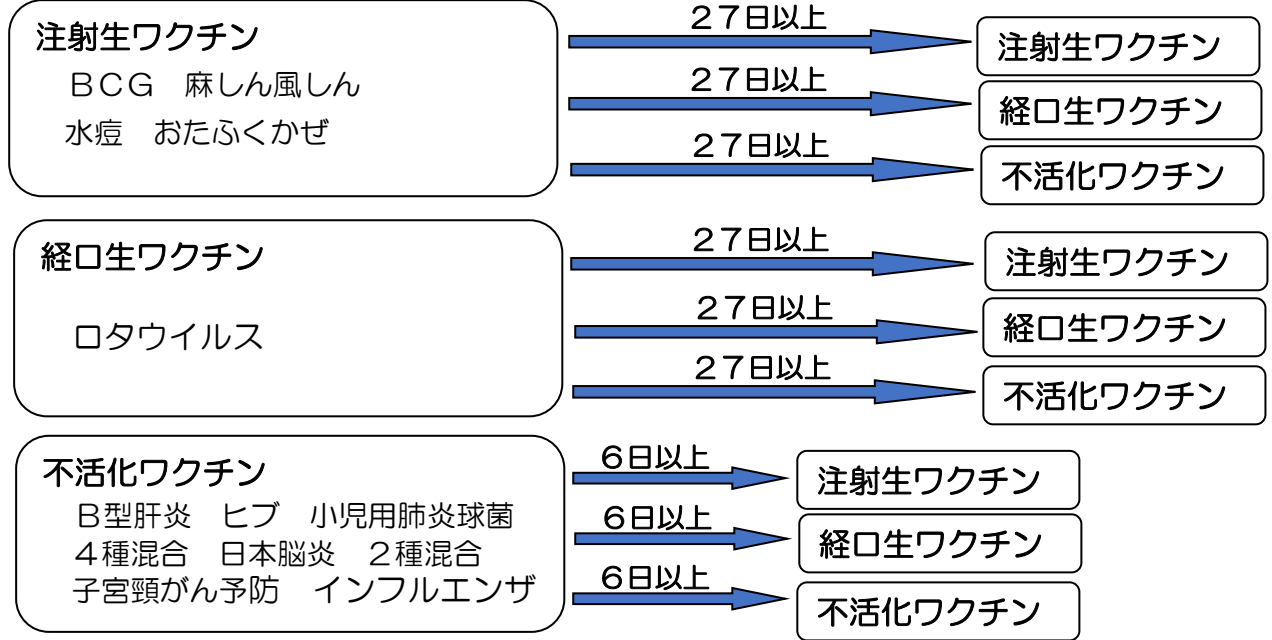 注射生ワクチン
ＢＣＧ　麻しん風しん
水痘　おたふくかぜ
２７日以上
注射生ワクチン
２７日以上
経口生ワクチン
２７日以上
不活化ワクチン
経口生ワクチン
ロタウイルス
２７日以上
注射生ワクチン
２７日以上
経口生ワクチン
２７日以上
不活化ワクチン
不活化ワクチン
Ｂ型肝炎　ヒブ　小児用肺炎球菌
４種混合　日本脳炎　２種混合
子宮頸がん予防　インフルエンザ
６日以上
注射生ワクチン
６日以上
経口生ワクチン
６日以上
不活化ワクチン